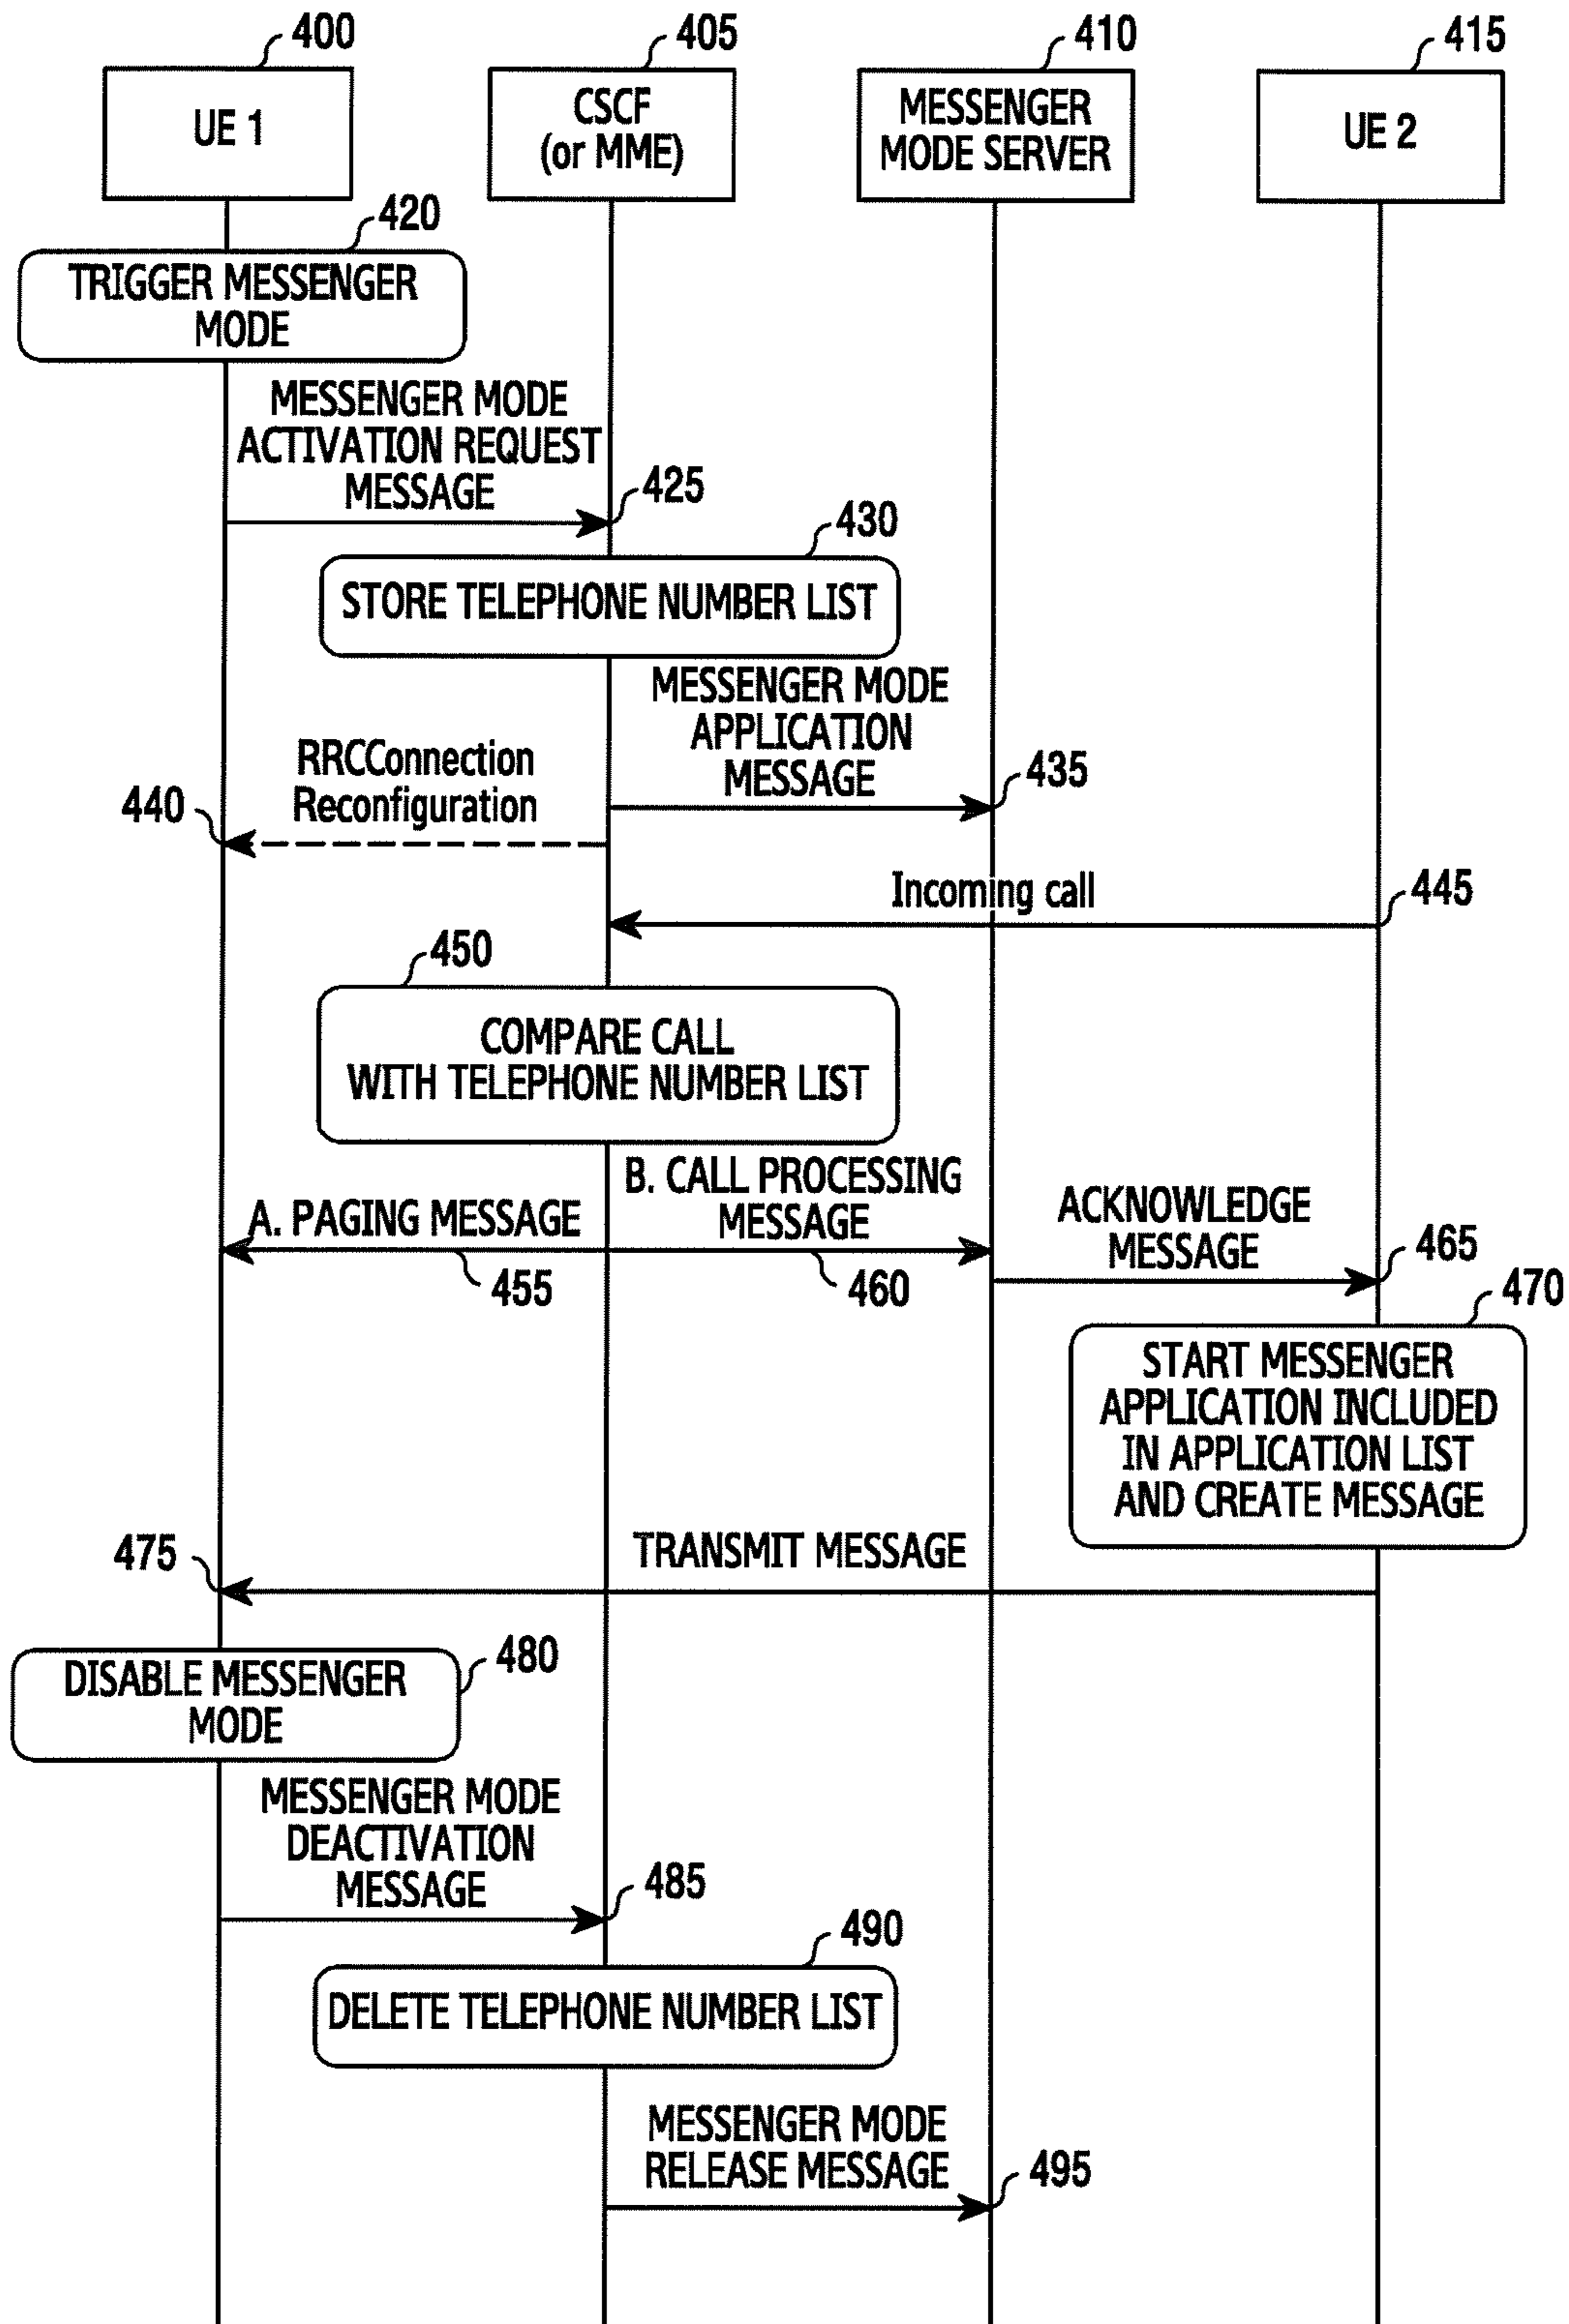 400
405
410
415
UE 1
CSCF
(or MME)
MESSENGER
MODE SERVER
UE 2
420
TRIGGER MESSENGER
MODE
MESSENGER MODE
ACTIVATION REQUEST
MESSAGE
425
430
STORE TELEPHONE NUMBER LIST
MESSENGER MODE
APPLICATION
MESSAGE
435
RRCConnection
Reconfiguration
440
Incoming call
445
450
COMPARE CALL
WITH TELEPHONE NUMBER LIST
A. PAGING MESSAGE
455
B. CALL PROCESSING
MESSAGE
460
ACKNOWLEDGE
MESSAGE
465
470
START MESSENGER
APPLICATION INCLUDED
IN APPLICATION LIST
AND CREATE MESSAGE
475
TRANSMIT MESSAGE
DISABLE MESSENGER
MODE
480
MESSENGER MODE
DEACTIVATION
MESSAGE
485
490
DELETE TELEPHONE NUMBER LIST
MESSENGER MODE
RELEASE MESSAGE
495